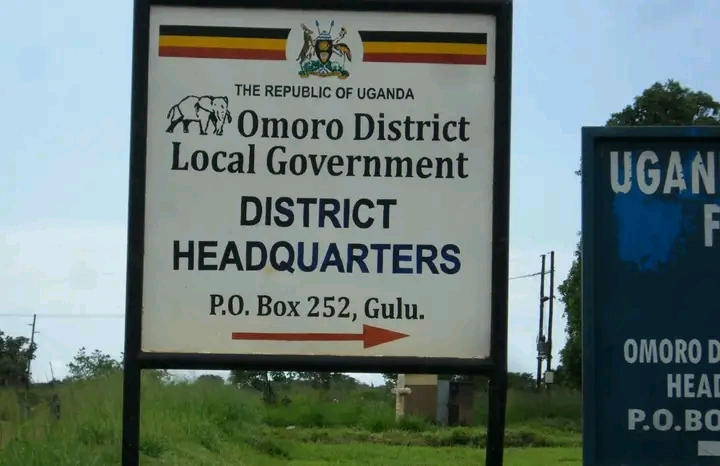 THE REPUBLIC OF UGANDA
Omoro District
Local Government
DISTRICT
HEADQUARTERS
P.O. Box 252, Gulu.
UGAN
F
OMORO D
HEAD
P.O.BO